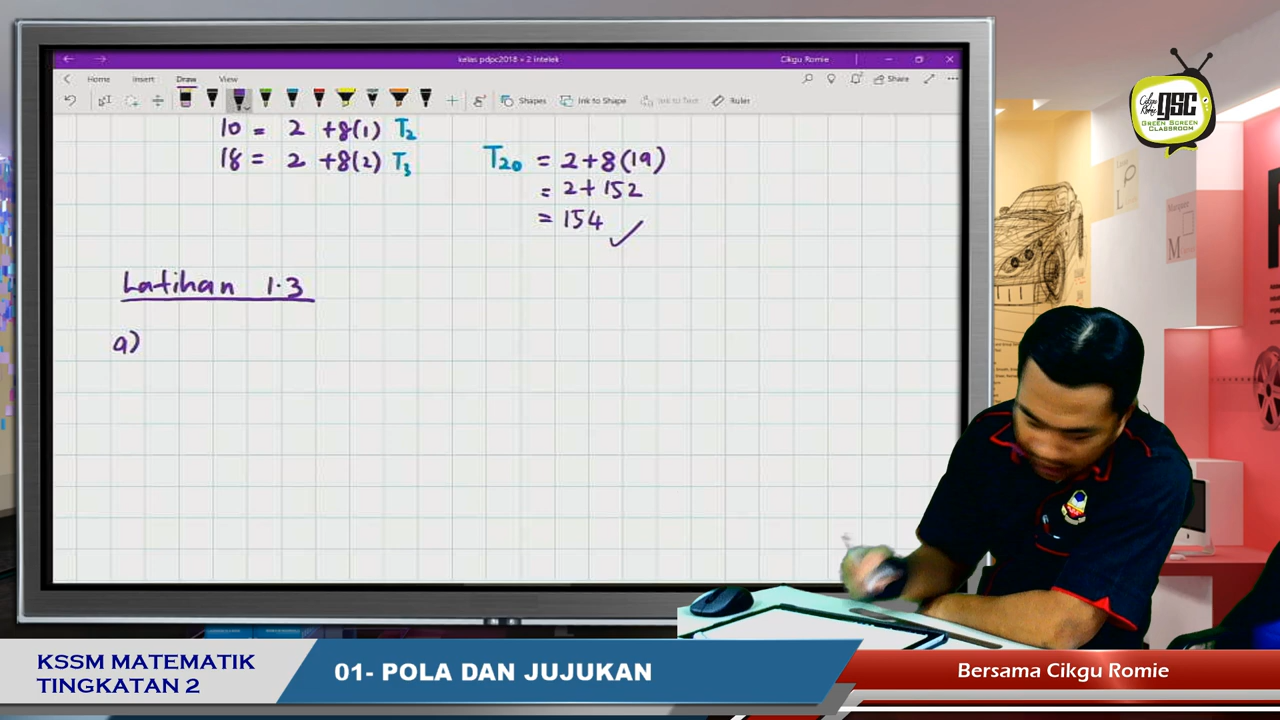 kelas pdpc2018 » 2 intelek
Cikgu Romie
Home Insert Draw View
Share
Shapes Ink to Shape Ink to Text Ruler
10 = 2 +8(1) T2
18 = 2 +8(2) T3
T20 = 2+8(19)
= 2+152
= 154 ✓
Latihan 1.3
a)
Cikgu Romie GSC
GREEN SCREEN
CLASSROOM
L
M
KSSM MATEMATIK
TINGKATAN 2
01- POLA DAN JUJUKAN
Bersama Cikgu Romie